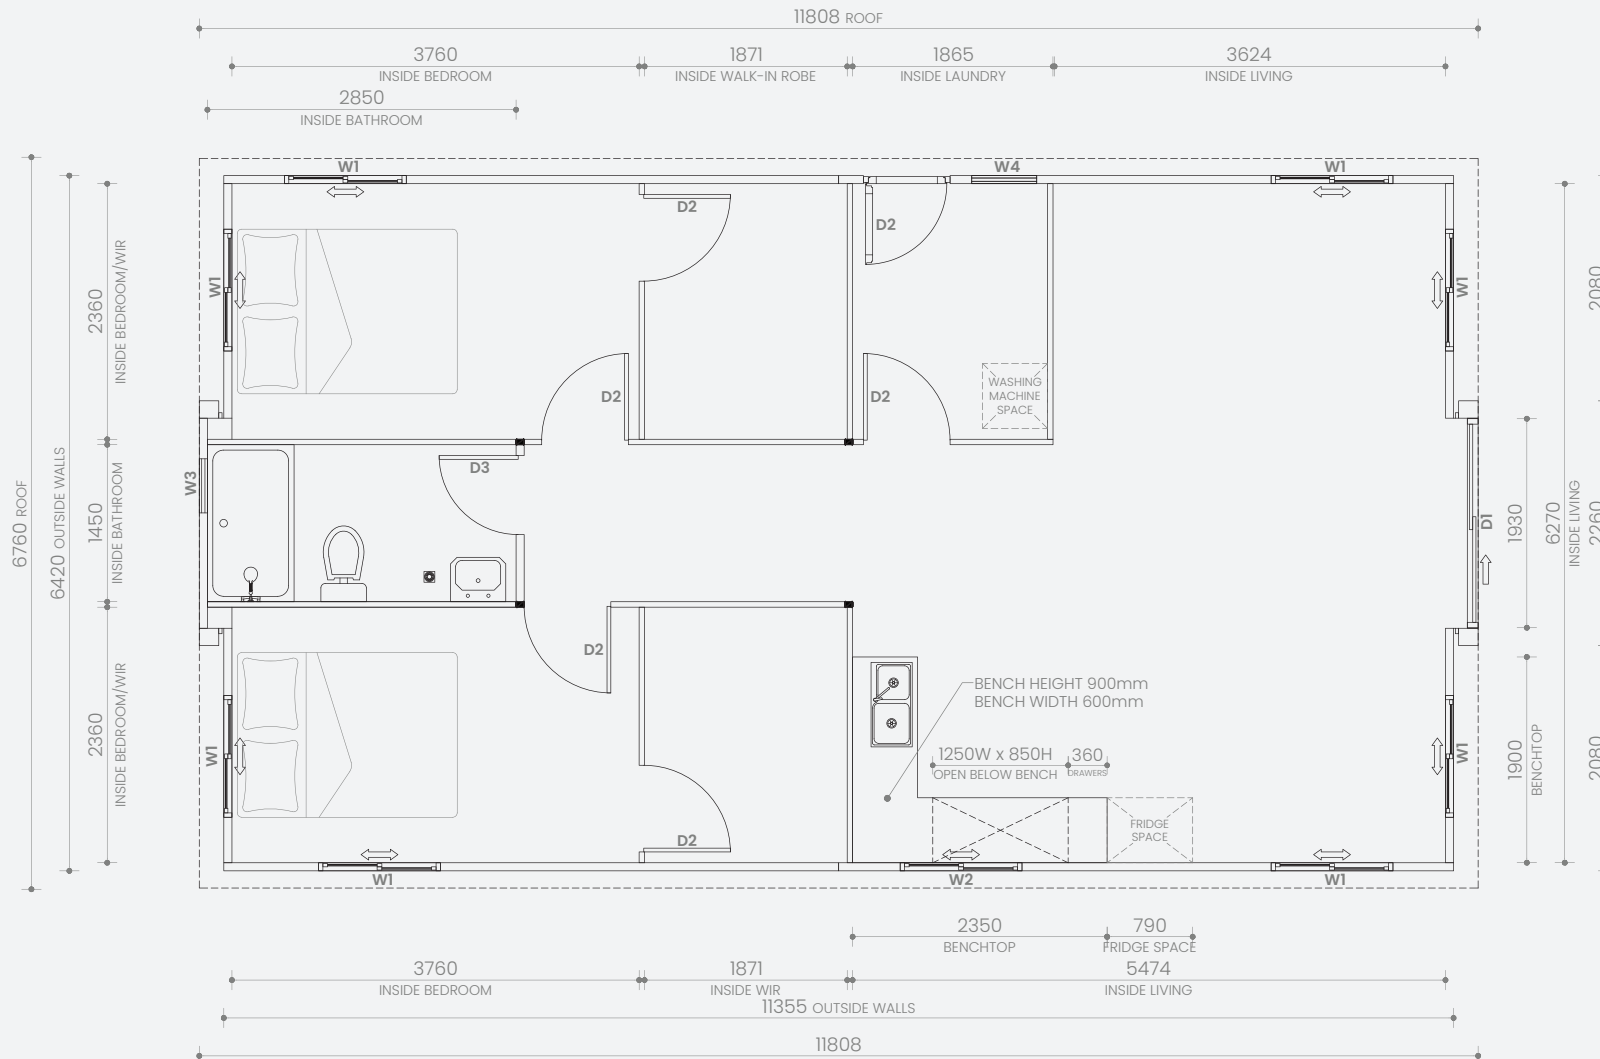 11808 ROOF
3760
INSIDE BEDROOM
1871
INSIDE WALK-IN ROBE
1865
INSIDE LAUNDRY
3624
INSIDE LIVING
2850
INSIDE BATHROOM
W1
W4
W1
D2
D2
W1
W1
2360
INSIDE BEDROOM/WIR
2080
D2
D2
WASHING
MACHINE
SPACE
6760 ROOF
6420 OUTSIDE WALLS
1450
INSIDE BATHROOM
W3
D3
D1
1930
6270
INSIDE LIVING
2260
D2
2360
INSIDE BEDROOM/WIR
W1
BENCH HEIGHT 900mm
BENCH WIDTH 600mm
1250W x 850H
OPEN BELOW BENCH
360
DRAWERS
FRIDGE
SPACE
W1
1900
BENCHTOP
2080
D2
W1
W2
W1
2350
BENCHTOP
790
FRIDGE SPACE
3760
INSIDE BEDROOM
1871
INSIDE WIR
5474
INSIDE LIVING
11355 OUTSIDE WALLS
11808